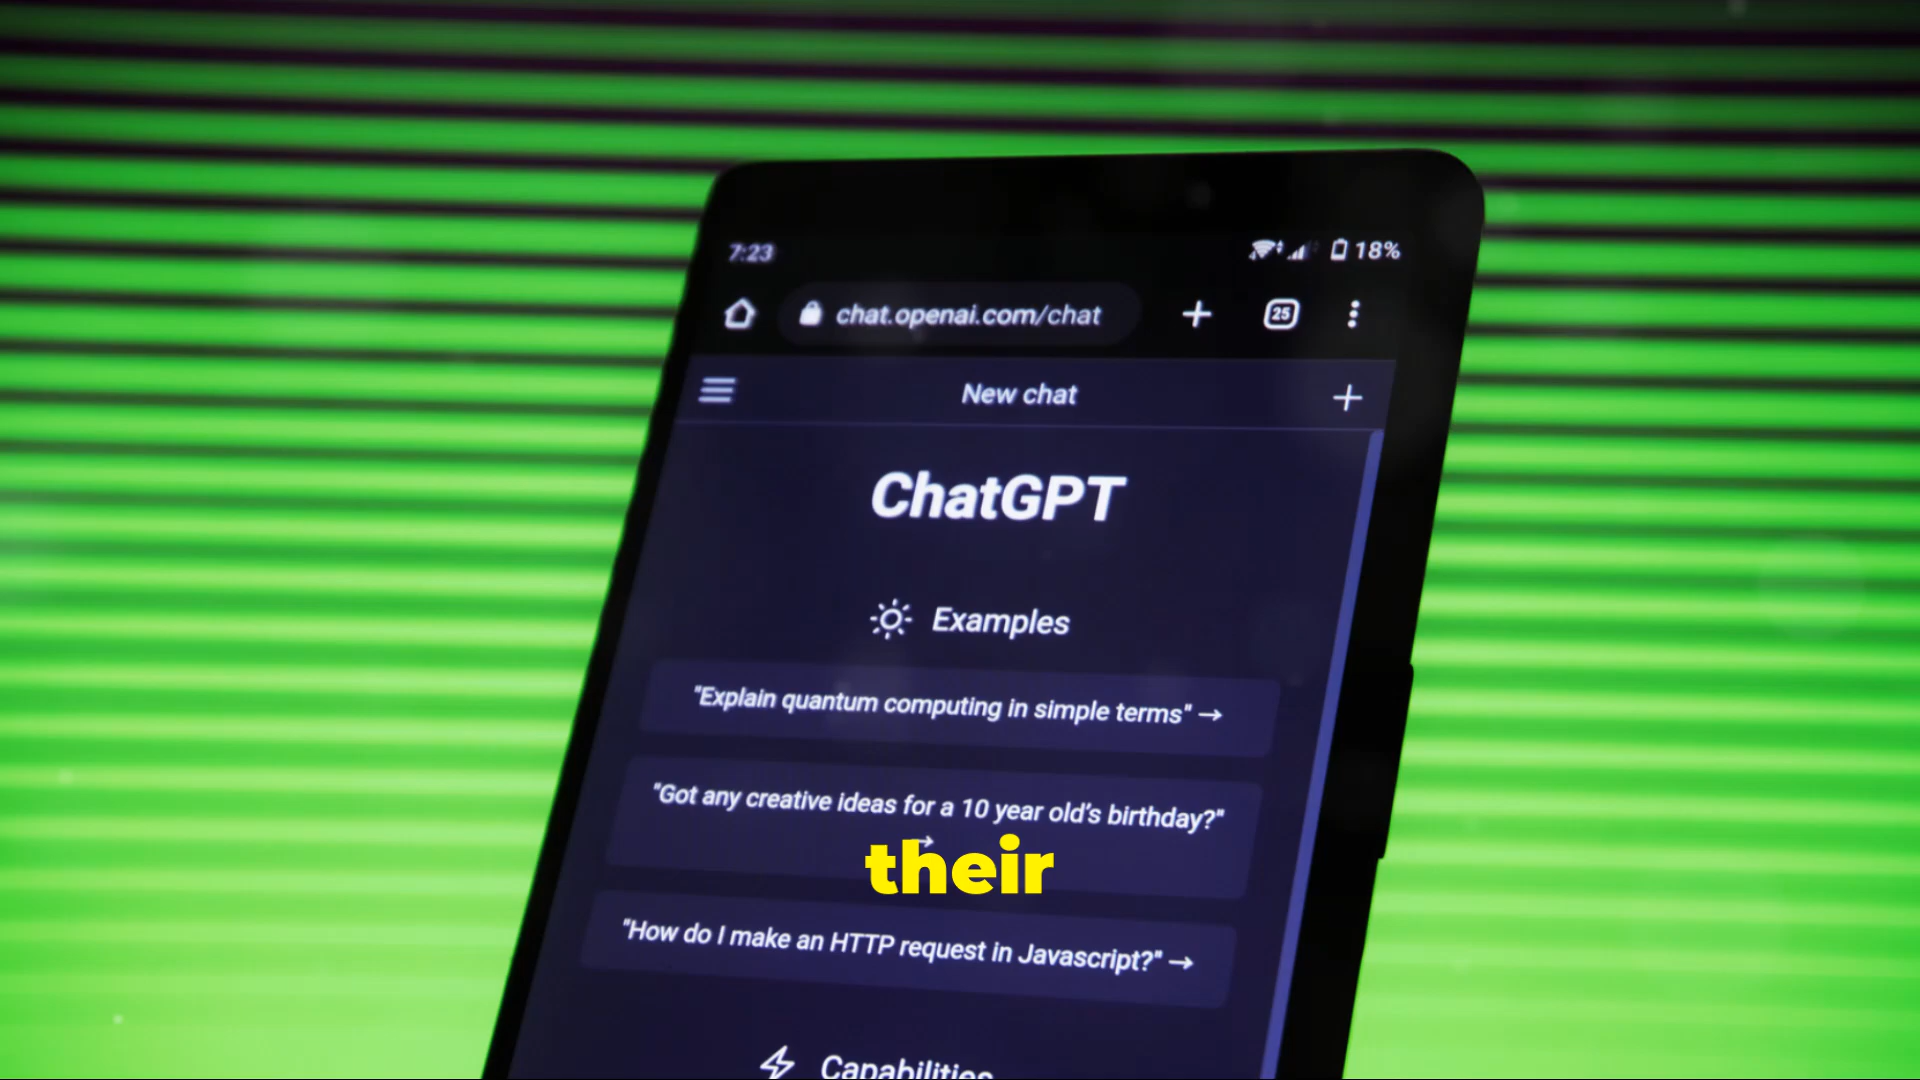 7:23
18%
chat.openai.com/chat
25
New chat
ChatGPT
Examples
"Explain quantum computing in simple terms" →
"Got any creative ideas for a 10 year old's birthday?"
→
their
"How do I make an HTTP request in Javascript?" →
Capabilities